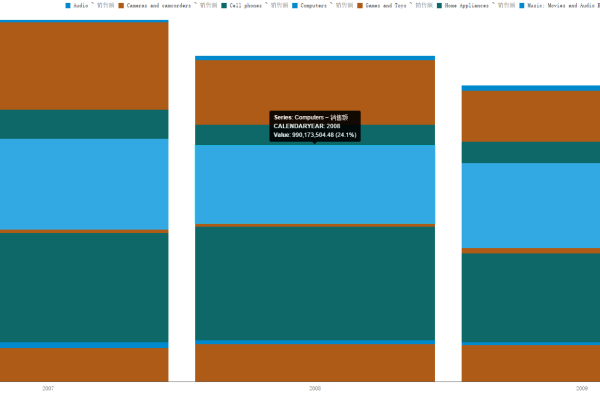 Audio ~ 销售额 Cameras and camcorders ~ 销售额 Cell phones ~ 销售额 Computers ~ 销售额 Games and Toys ~ 销售额 Home Appliances ~ 销售额 Music, Movies and Audio B
Series: Computers – 销售额
CALENDARYEAR: 2008
Value: 990,173,504.48 (24.1%)
2007 2008 2009